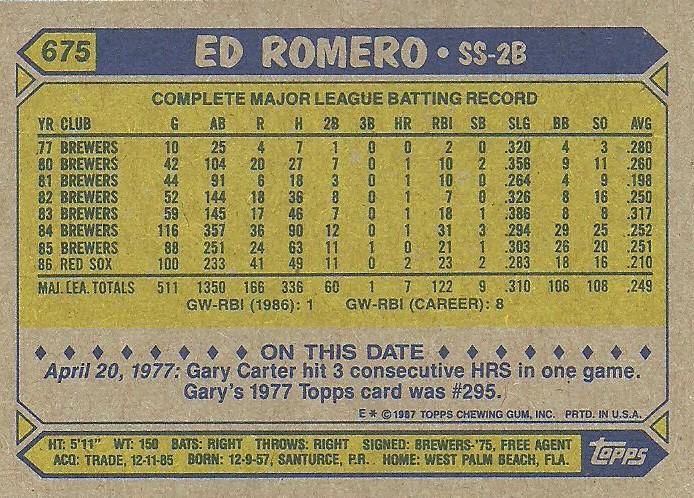 675 ED ROMERO • SS-2B
COMPLETE MAJOR LEAGUE BATTING RECORD
YR CLUB G AB R H 2B 3B HR RBI SB SLG BB SO AVG
77 BREWERS 10 25 4 7 1 0 0 2 0 .320 4 3 .280
80 BREWERS 42 104 20 27 7 0 1 10 2 .356 9 11 .260
81 BREWERS 44 91 6 18 3 0 1 10 0 .264 4 9 .198
82 BREWERS 52 144 18 36 8 0 1 7 0 .326 8 16 .250
83 BREWERS 59 145 17 46 7 0 1 18 1 .386 8 8 .317
84 BREWERS 116 357 36 90 12 0 1 31 3 .294 29 25 .252
85 BREWERS 88 251 24 63 11 1 0 21 1 .303 26 20 .251
86 RED SOX 100 233 41 49 11 0 2 23 2 .283 18 16 .210
MAJ. LEA. TOTALS 511 1350 166 336 60 1 7 122 9 .310 106 108 .249
GW-RBI (1986): 1 GW-RBI (CAREER): 8
♦ ♦ ♦ ♦ ♦ ♦ ♦ ♦ ON THIS DATE ♦ ♦ ♦ ♦ ♦ ♦ ♦ ♦
April 20, 1977: Gary Carter hit 3 consecutive HRS in one game.
Gary's 1977 Topps card was #295.
E* © 1987 TOPPS CHEWING GUM, INC. PRTD. IN U.S.A.
HT: 5'11" WT: 150 BATS: RIGHT THROWS: RIGHT SIGNED: BREWERS-'75, FREE AGENT
ACQ: TRADE, 12-11-85 BORN: 12-9-57, SANTURCE, P.R. HOME: WEST PALM BEACH, FLA.
topps